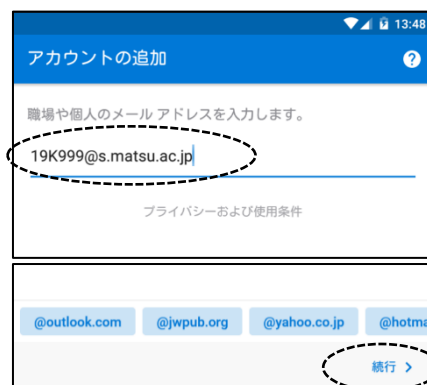 13:48
アカウントの追加
?
職場や個人のメール アドレスを入力します。
19K999@s.matsu.ac.jp
プライバシーおよび使用条件
@outlook.com @jwpub.org @yahoo.co.jp @hotma
続行 >